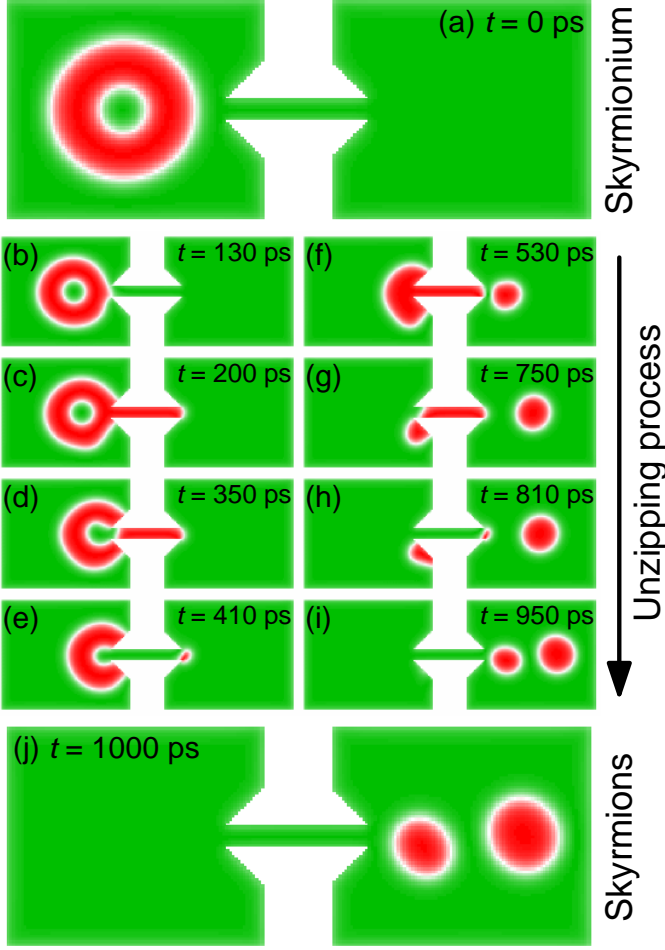 (a) t = 0 ps
Skyrmionium
(b) t = 130 ps
(f) t = 530 ps
(c) t = 200 ps
(g) t = 750 ps
(d) t = 350 ps
(h) t = 810 ps
(e) t = 410 ps
(i) t = 950 ps
Unzipping process
(j) t = 1000 ps
Skyrmions